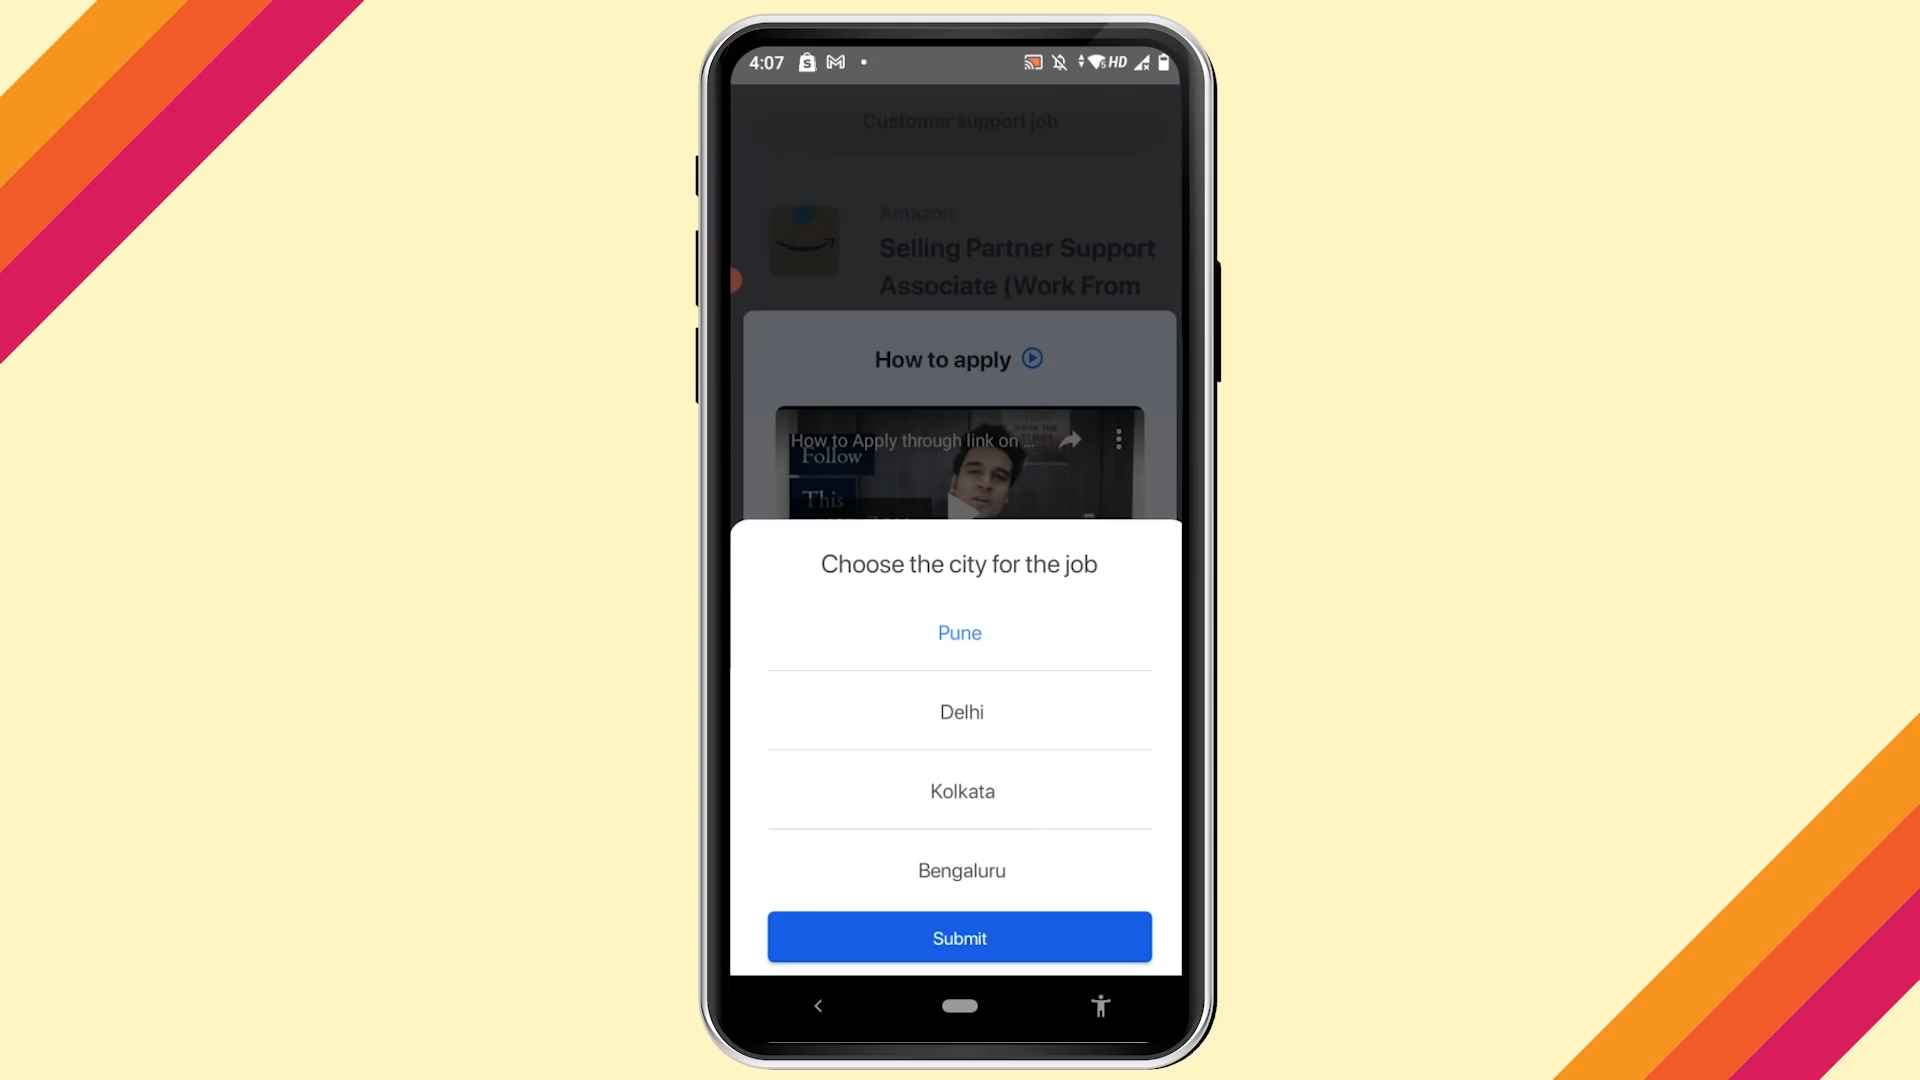 4:07
HD
Customer support job
Amazon
Selling Partner Support
Associate (Work From
How to apply
How to Apply through link on ...
Follow
This
Choose the city for the job
Pune
Delhi
Kolkata
Bengaluru
Submit